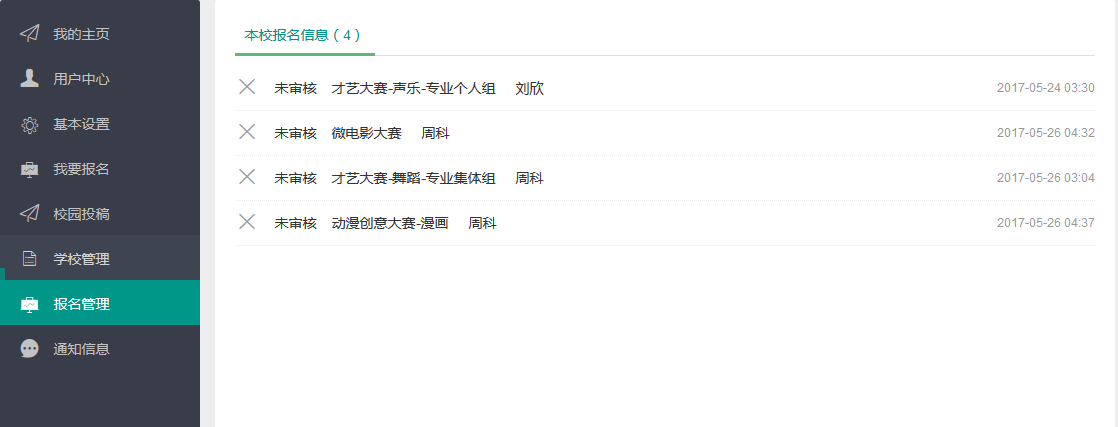 我的主页
用户中心
基本设置
我要报名
校园投稿
学校管理
报名管理
通知信息
本校报名信息（4）
未审核 才艺大赛-声乐-专业个人组 刘欣 2017-05-24 03:30
未审核 微电影大赛 周科 2017-05-26 04:32
未审核 才艺大赛-舞蹈-专业集体组 周科 2017-05-26 03:04
未审核 动漫创意大赛-漫画 周科 2017-05-26 04:37